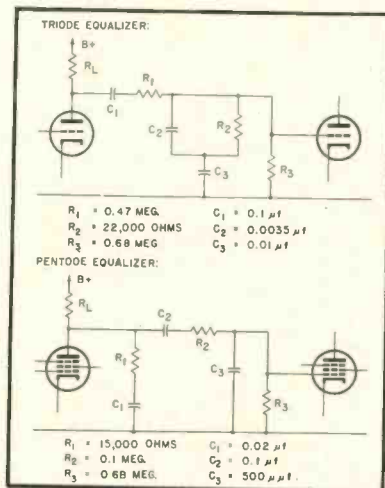 TRIODE EQUALIZER:
B+
RL
R1
C1
C2
R2
C3
R3
R1 = 0.47 MEG. C1 = 0.1 μf
R2 = 22,000 OHMS C2 = 0.0035 μf
R3 = 0.68 MEG C3 = 0.01 μf
PENTODE EQUALIZER:
B+
RL
C2
R2
R1
C3
R3
C1
R1 = 15,000 OHMS C1 = 0.02 μf
R2 = 0.1 MEG. C2 = 0.1 μf
R3 = 0.68 MEG. C3 = 500 μμf.